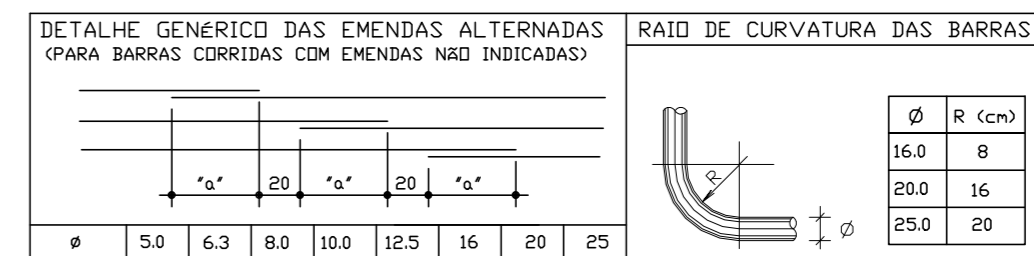 DETALHE GENÉRICO DAS EMENDAS ALTERNADAS
(PARA BARRAS CORRIDAS COM EMENDAS NÃO INDICADAS)
"a" 20 "a" 20 "a"
ø 5.0 6.3 8.0 10.0 12.5 16 20 25
RAIO DE CURVATURA DAS BARRAS
R
Ø
Ø R (cm)
16.0 8
20.0 16
25.0 20